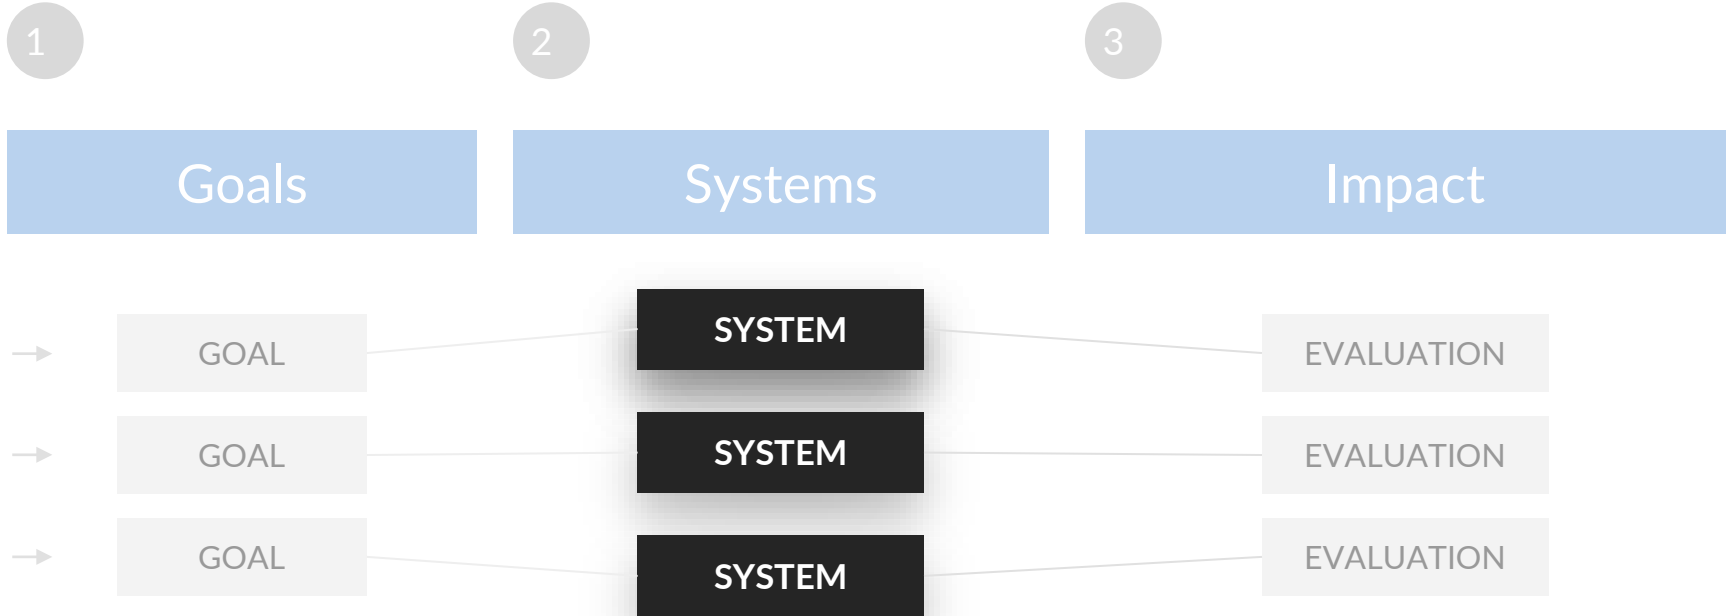 1
2
3
Goals
Systems
Impact
SYSTEM
GOAL
EVALUATION
SYSTEM
GOAL
EVALUATION
SYSTEM
GOAL
EVALUATION